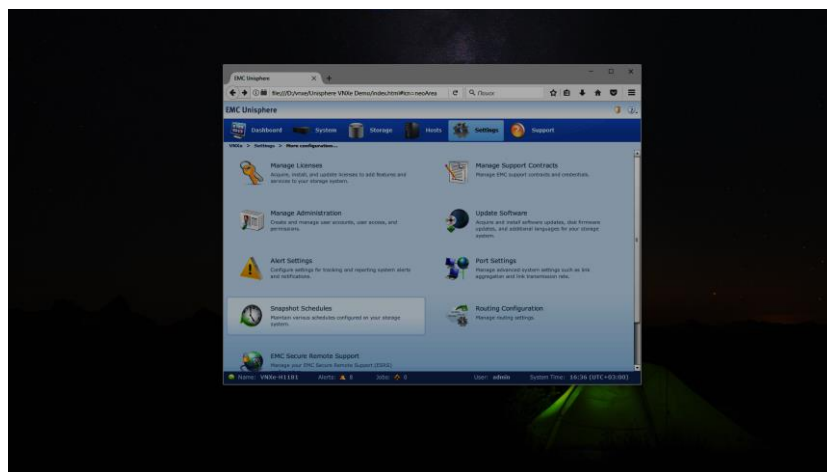 EMC Unisphere
file:///D:/vnxe/Unisphere VNXe Demo/index.html#tcn=neoArea
Поиск
EMC Unisphere
Dashboard System Storage Hosts Settings Support
VNXe > Settings > More configuration...
Manage Licenses
Acquire, install, and update licenses to add features and
services to your storage system.
Manage Support Contracts
Manage EMC support contracts and credentials.
Manage Administration
Create and manage user accounts, user access, and
permissions.
Update Software
Acquire and install software updates, disk firmware
updates, and additional languages for your storage
system.
Alert Settings
Configure settings for tracking and reporting system alerts
and notifications.
Port Settings
Manage advanced system settings such as link
aggregation and link transmission rate.
Snapshot Schedules
Maintain various schedules configured on your storage
system.
Routing Configuration
Manage routing settings.
EMC Secure Remote Support
Manage your EMC Secure Remote Support (ESRS)
Name: VNXe-H1181 Alerts: 0 Jobs: 0 User: admin System Time: 16:36 (UTC+03:00)